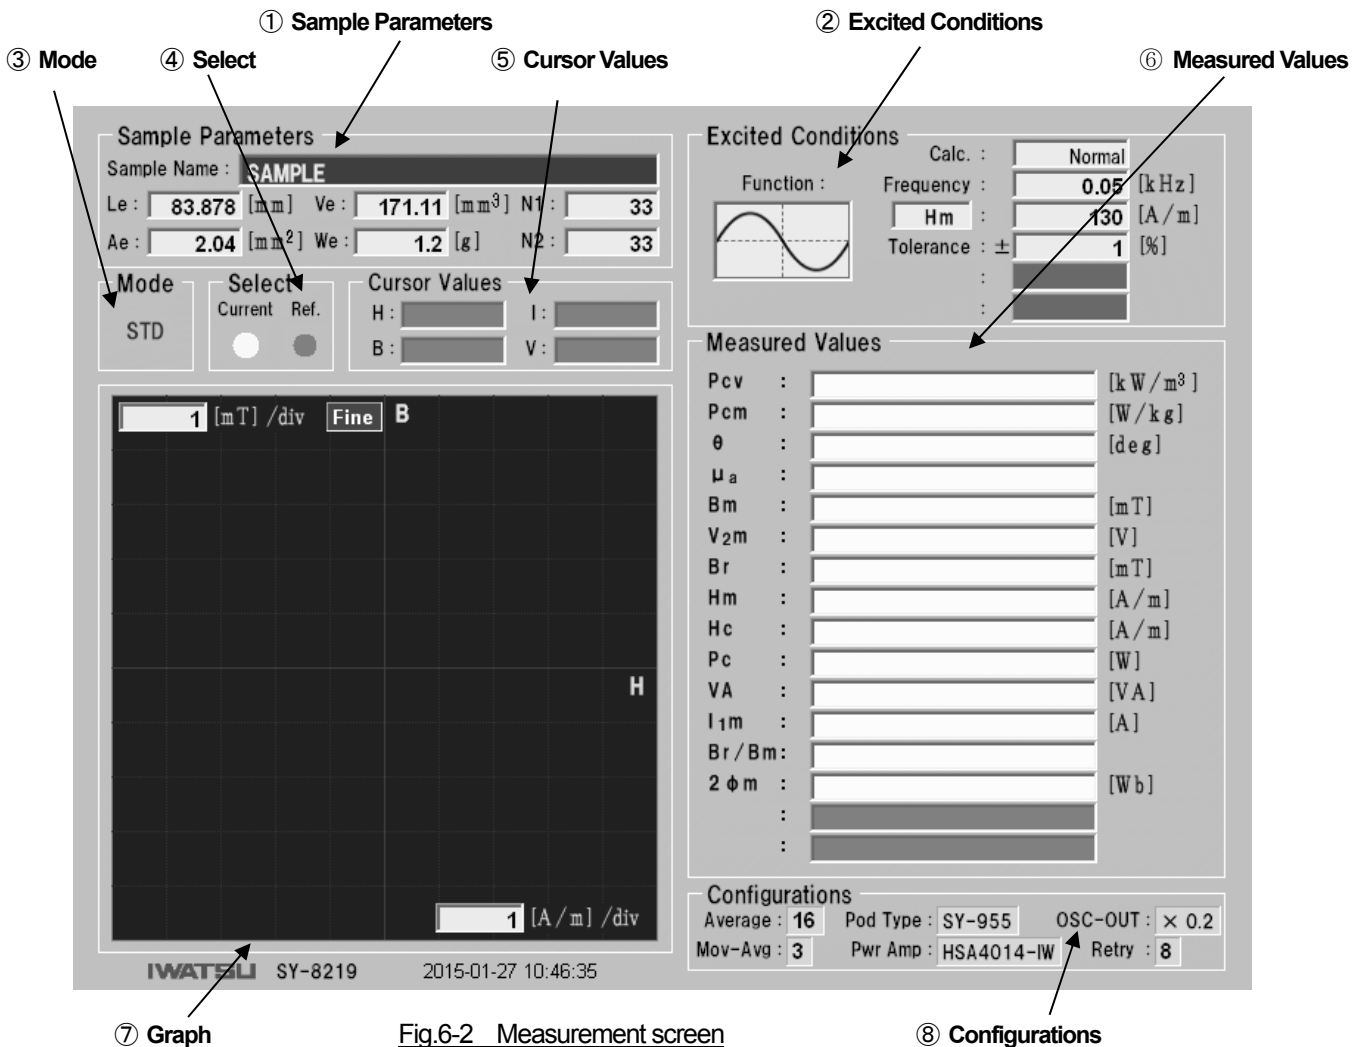 ① Sample Parameters ② Excited Conditions
③ Mode ④ Select ⑤ Cursor Values ⑥ Measured Values
Sample Parameters
Sample Name : SAMPLE
Le : 83.878 [mm] Ve : 171.11 [mm³] N1 : 33
Ae : 2.04 [mm²] We : 1.2 [g] N2 : 33
Mode
STD
Select
Current Ref.
Cursor Values
H : I :
B : V :
1 [mT] /div Fine B
H
1 [A/m] /div
IWATSU SY-8219 2015-01-27 10:46:35
Excited Conditions
Calc. : Normal
Function : Frequency : 0.05 [kHz]
Hm : 130 [A/m]
Tolerance : ± 1 [%]
:
:
Measured Values
Pcv : [kW/m³]
Pcm : [W/kg]
θ : [deg]
μa :
Bm : [mT]
V2m : [V]
Br : [mT]
Hm : [A/m]
Hc : [A/m]
Pc : [W]
VA : [VA]
I1m : [A]
Br/Bm:
2φm : [Wb]
:
:
Configurations
Average : 16 Pod Type : SY-955 OSC-OUT : × 0.2
Mov-Avg : 3 Pwr Amp : HSA4014-IW Retry : 8
⑦ Graph Fig.6-2 Measurement screen ⑧ Configurations